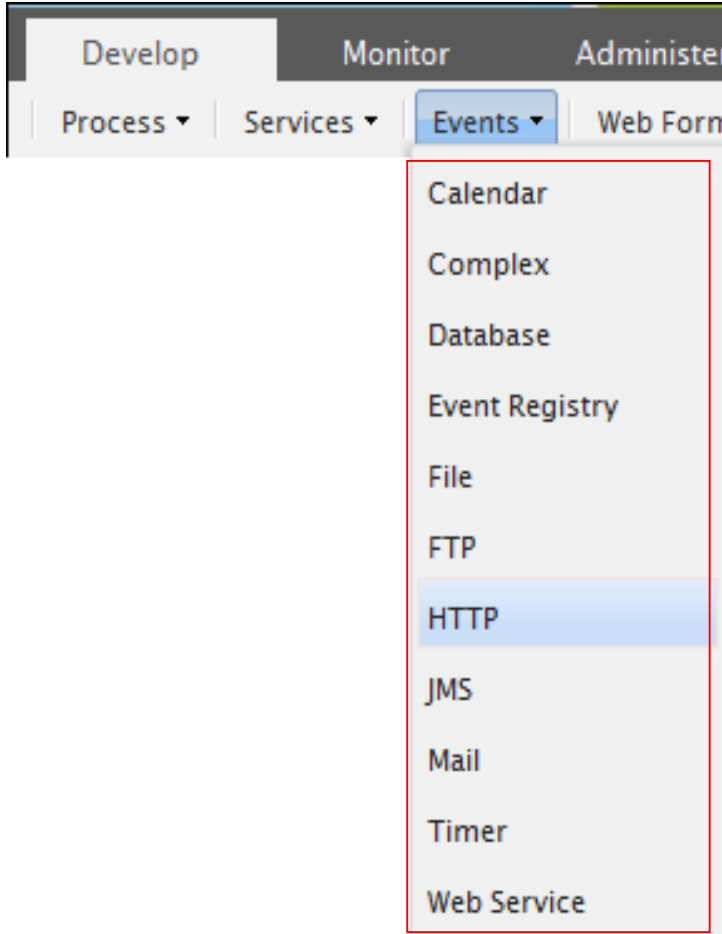 Develop Monitor Administer
Process Services Events Web Form
Calendar
Complex
Database
Event Registry
File
FTP
HTTP
JMS
Mail
Timer
Web Service